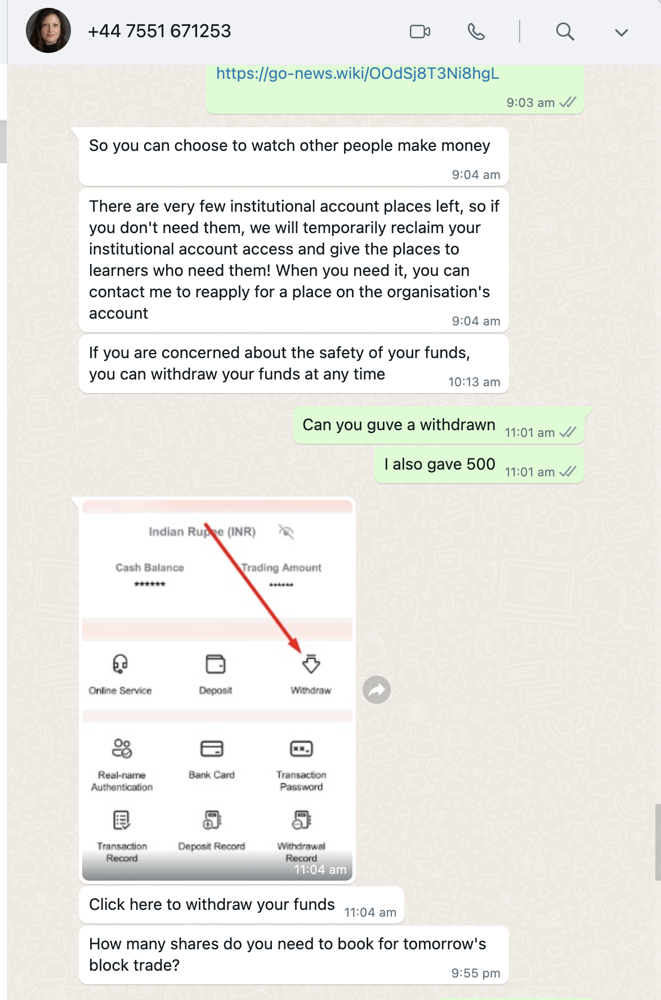 +44 7551 671253
https://go-news.wiki/OOdSj8T3Ni8hgL
9:03 am
So you can choose to watch other people make money
9:04 am
There are very few institutional account places left, so if
you don't need them, we will temporarily reclaim your
institutional account access and give the places to
learners who need them! When you need it, you can
contact me to reapply for a place on the organisation's
account
9:04 am
If you are concerned about the safety of your funds,
you can withdraw your funds at any time
10:13 am
Can you guve a withdrawn
11:01 am
I also gave 500
11:01 am
Indian Rupee (INR)
Cash Balance
Trading Amount
******
******
Online Service
Deposit
Withdraw
Real-name
Authentication
Bank Card
Transaction
Password
Transaction
Record
Deposit Record
Withdrawal
Record
11:04 am
Click here to withdraw your funds
11:04 am
How many shares do you need to book for tomorrow's
block trade?
9:55 pm